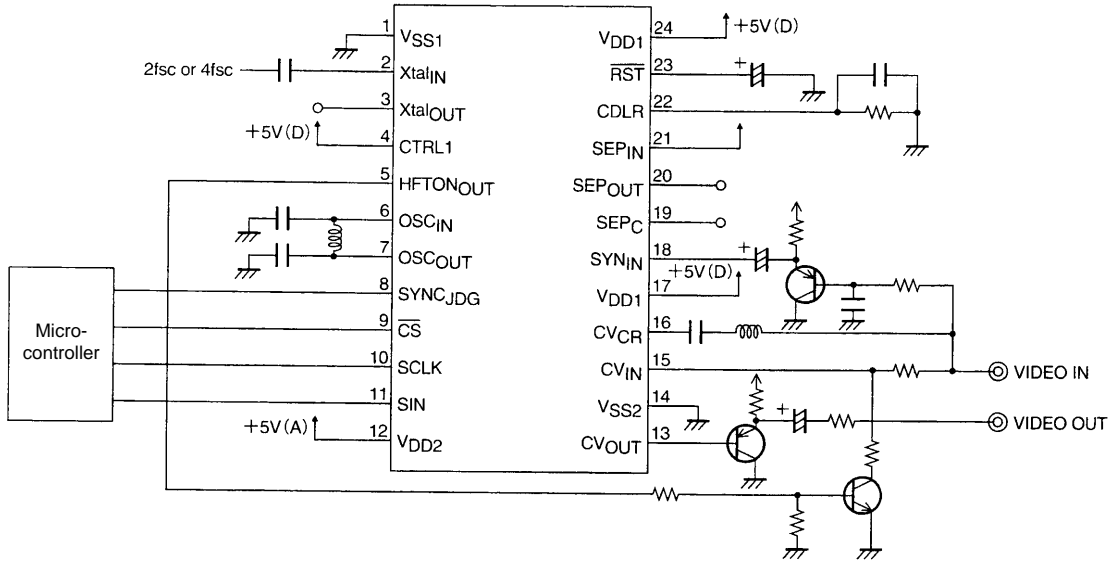 1
VSS1
2fsc or 4fsc
2
XtalIN
3
XtalOUT
+5V(D)
4
CTRL1
5
HFTONOUT
6
OSCIN
7
OSCOUT
8
SYNCJDG
9
CS
10
SCLK
11
SIN
+5V(A)
12
VDD2
Micro-
controller
24
VDD1
+5V(D)
23
RST
+
22
CDLR
21
SEPIN
20
SEPOUT
19
SEPC
18
SYNIN
+
+5V(D)
17
VDD1
16
CVCR
15
CVIN
VIDEO IN
14
VSS2
+
VIDEO OUT
13
CVOUT